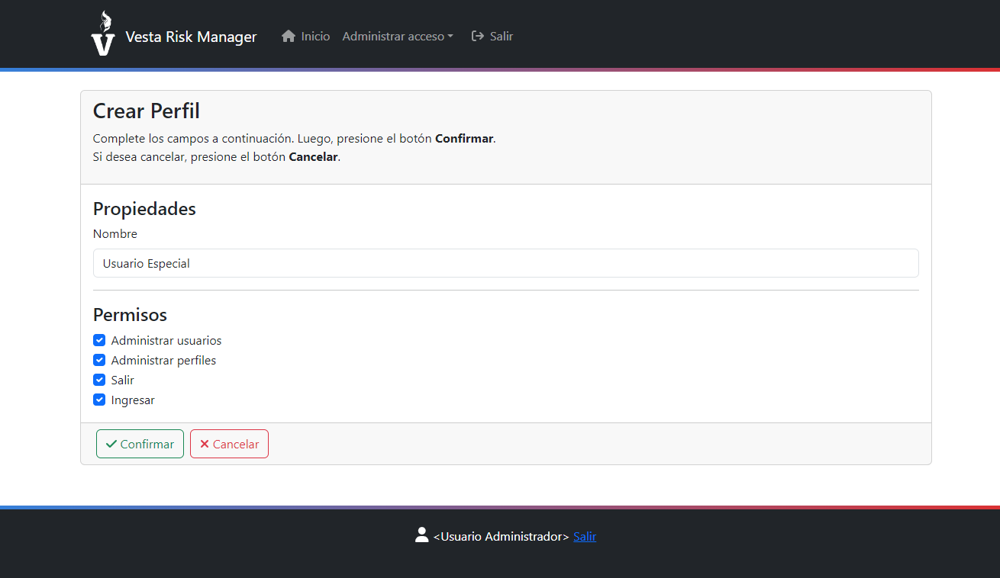 V Vesta Risk Manager Inicio Administrar acceso Salir
Crear Perfil
Complete los campos a continuación. Luego, presione el botón Confirmar.
Si desea cancelar, presione el botón Cancelar.
Propiedades
Nombre
Usuario Especial
Permisos
Administrar usuarios
Administrar perfiles
Salir
Ingresar
Confirmar Cancelar
<Usuario Administrador> Salir